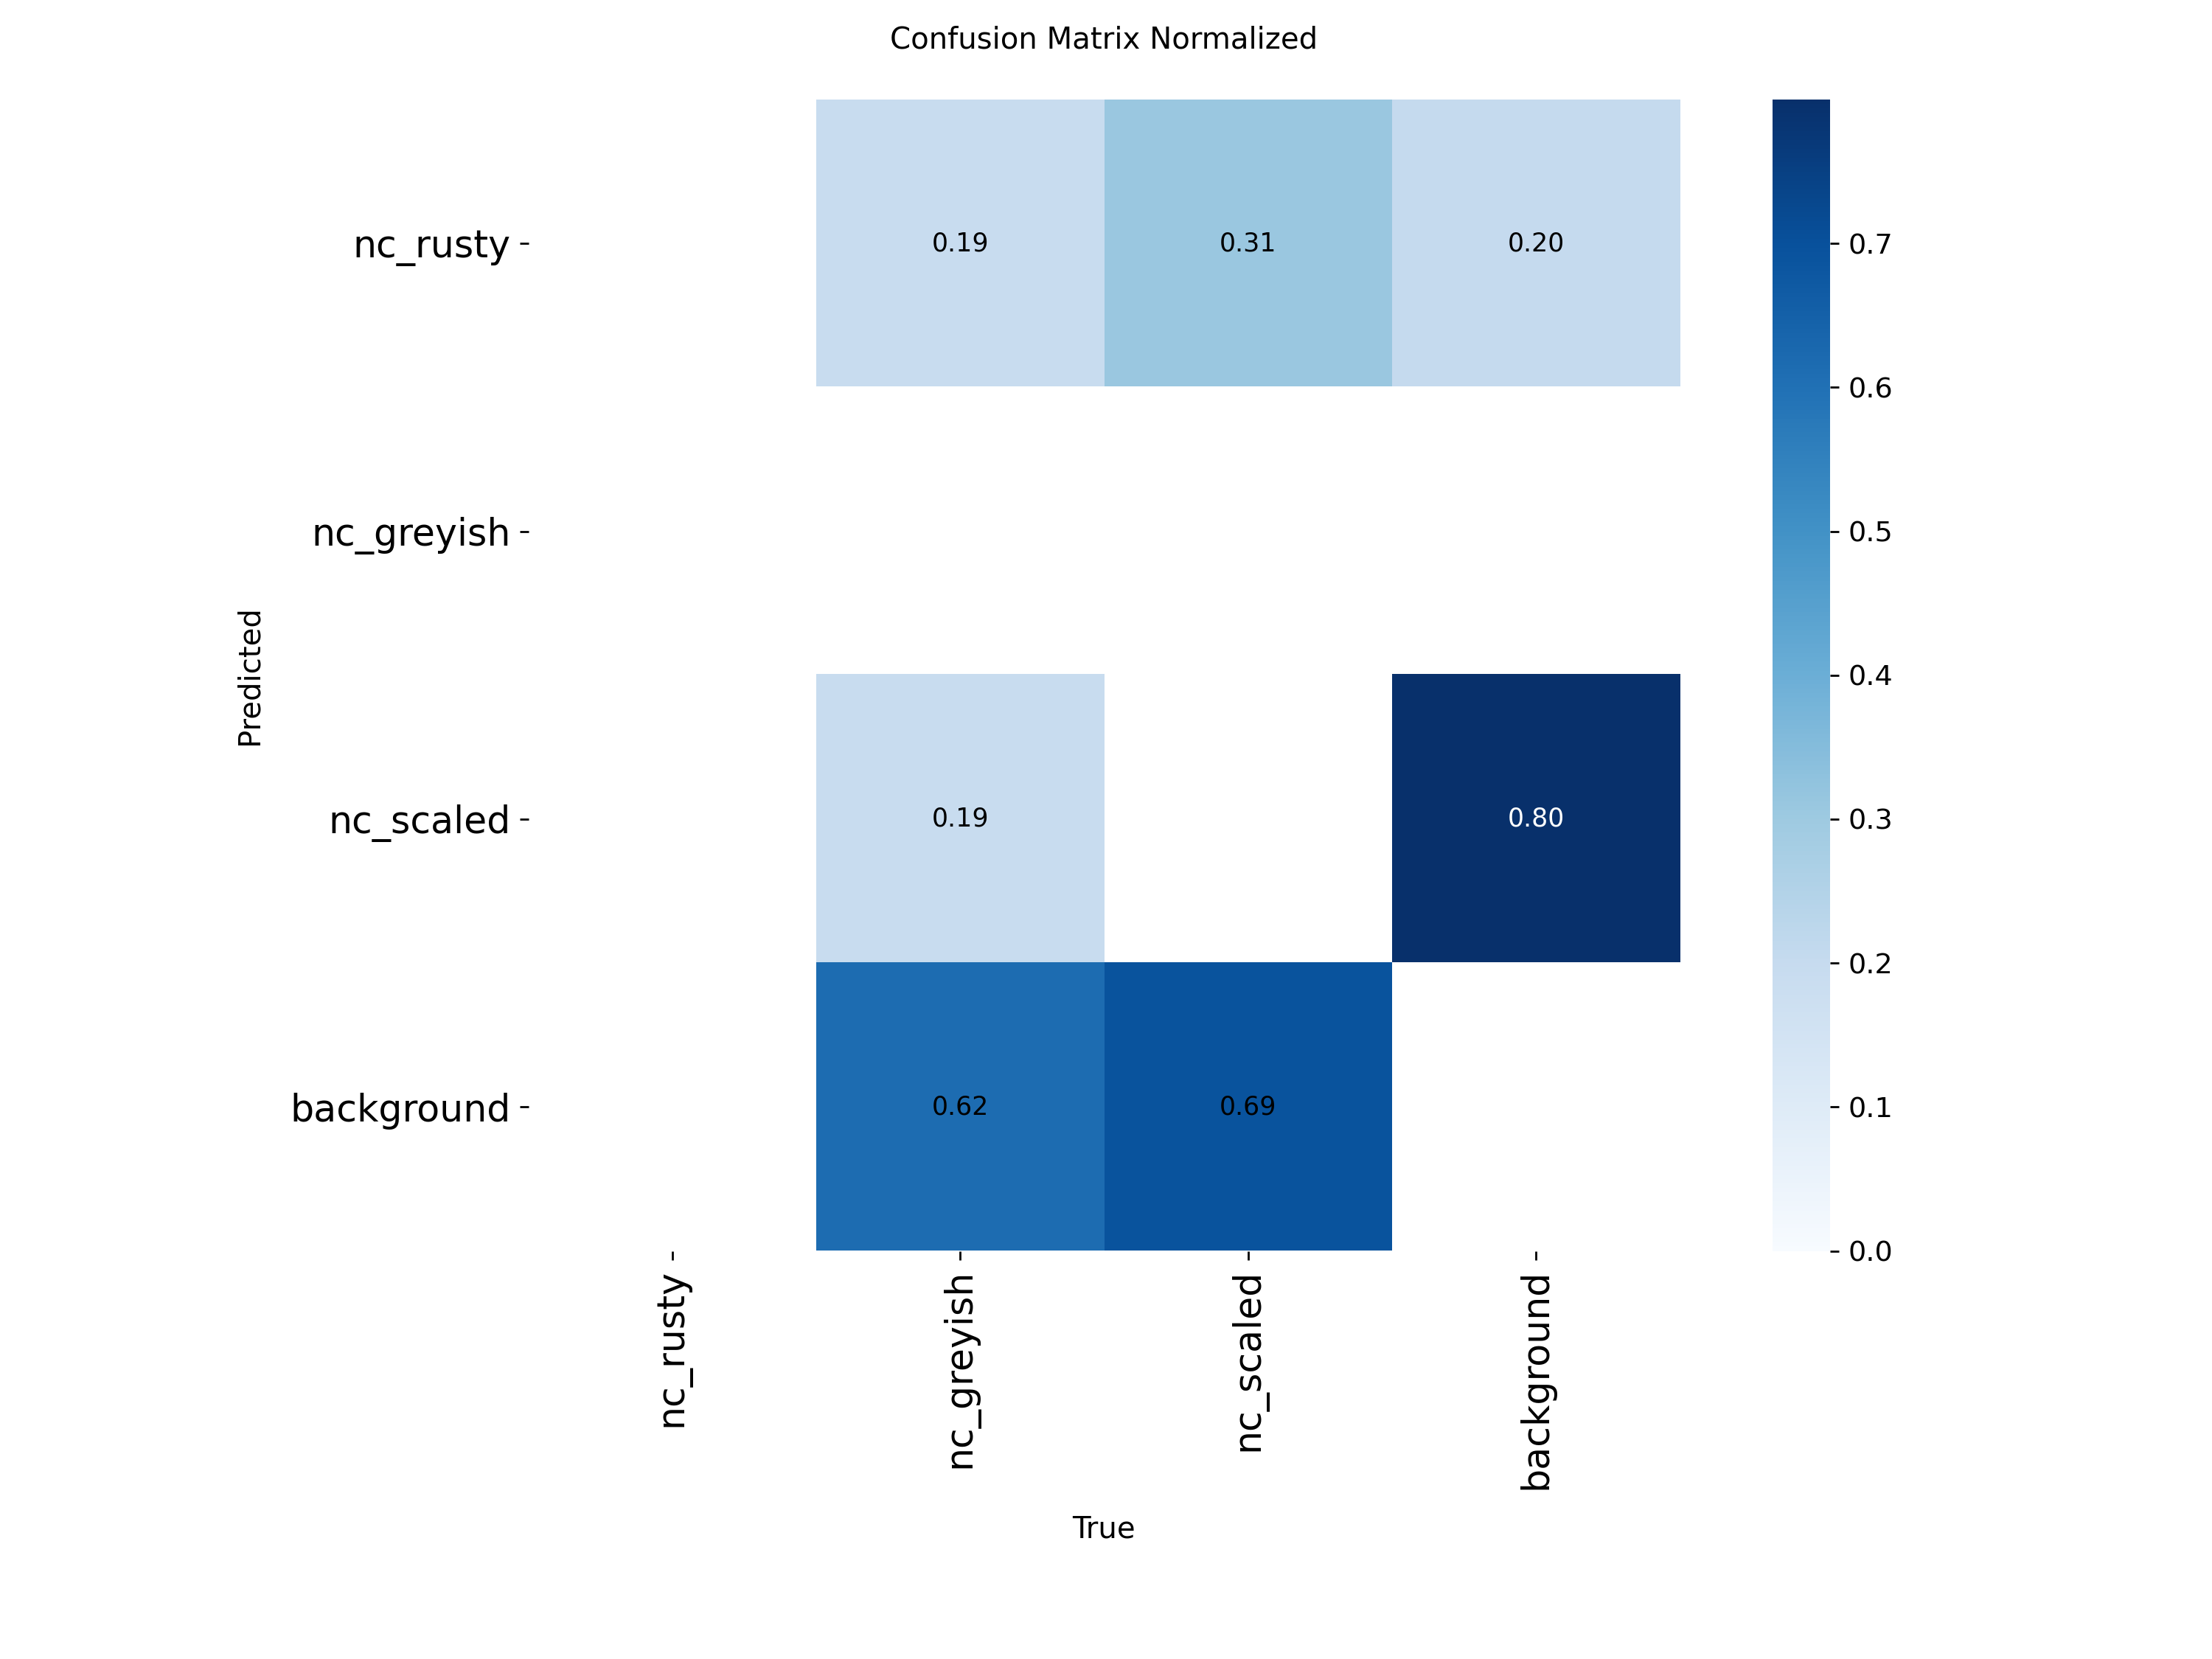 Confusion Matrix Normalized
nc_rusty
0.19 0.31 0.20
nc_greyish
nc_scaled
0.19 0.80
background
0.62 0.69
Predicted
nc_rusty nc_greyish nc_scaled background
True
0.7
0.6
0.5
0.4
0.3
0.2
0.1
0.0